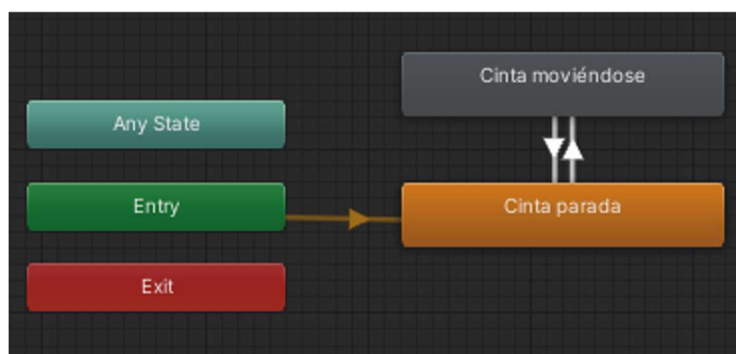 Cinta moviéndose
Any State
Entry
Cinta parada
Exit